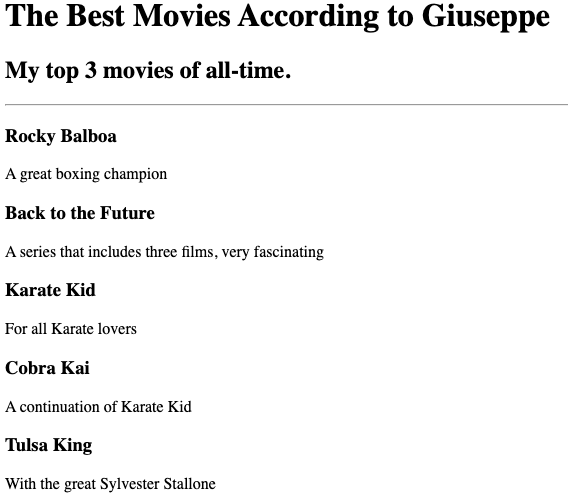 The Best Movies According to Giuseppe
My top 3 movies of all-time.
Rocky Balboa
A great boxing champion
Back to the Future
A series that includes three films, very fascinating
Karate Kid
For all Karate lovers
Cobra Kai
A continuation of Karate Kid
Tulsa King
With the great Sylvester Stallone